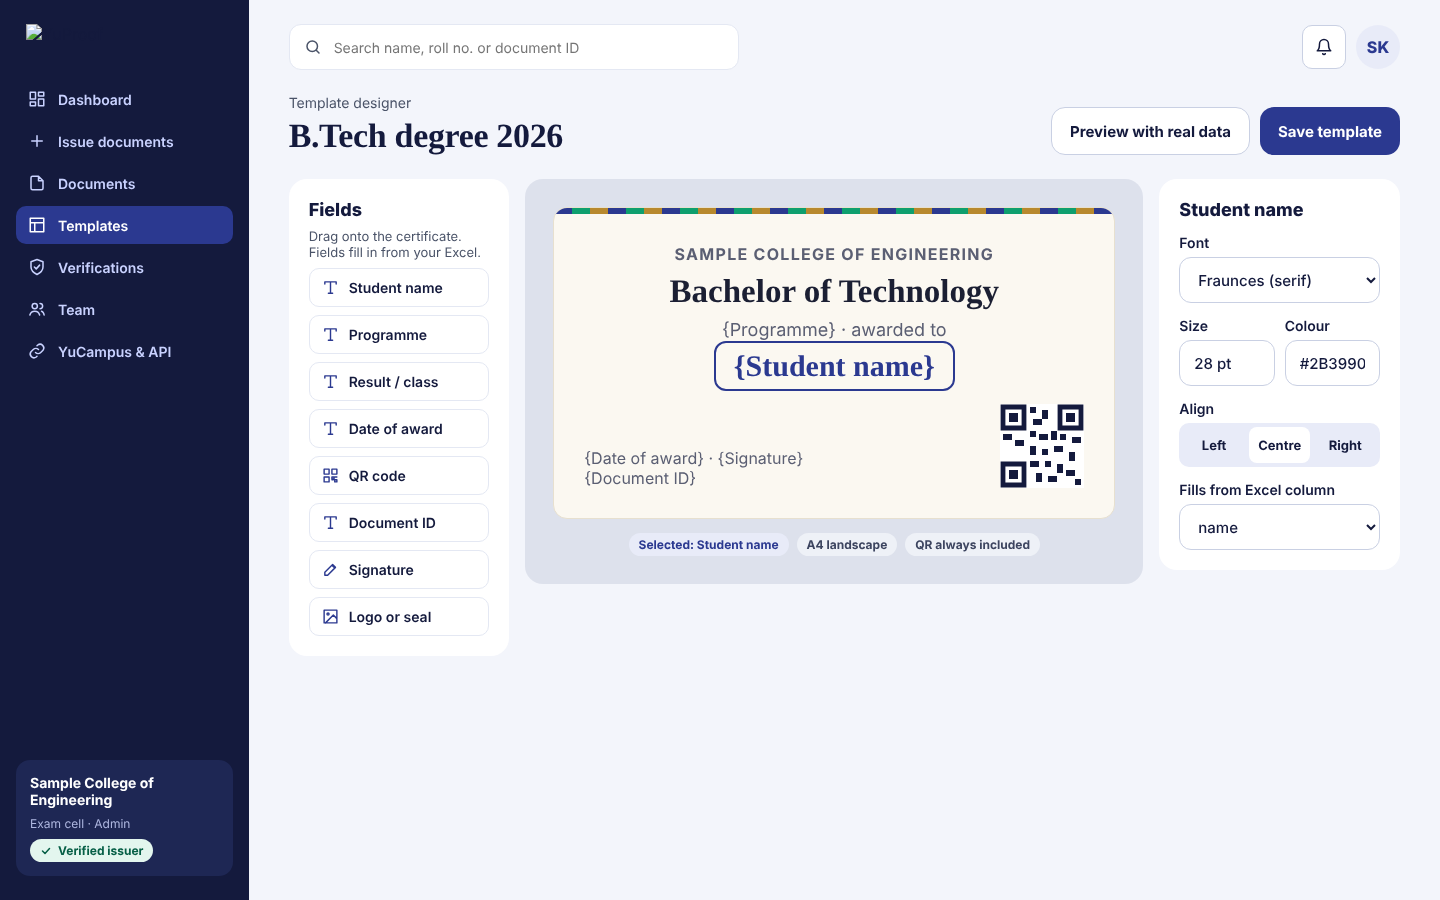 Search name, roll no. or document ID
SK
Dashboard
Issue documents
Documents
Templates
Verifications
Team
YuCampus & API
Sample College of
Engineering
Exam cell · Admin
Verified issuer
Template designer
B.Tech degree 2026
Preview with real data
Save template
Fields
Drag onto the certificate.
Fields fill in from your Excel.
Student name
Programme
Result / class
Date of award
QR code
Document ID
Signature
Logo or seal
SAMPLE COLLEGE OF ENGINEERING
Bachelor of Technology
{Programme} · awarded to
{Student name}
{Date of award} · {Signature}
{Document ID}
Selected: Student name
A4 landscape
QR always included
Student name
Font
Fraunces (serif)
Size
Colour
28 pt
#2B3990
Align
Left
Centre
Right
Fills from Excel column
name